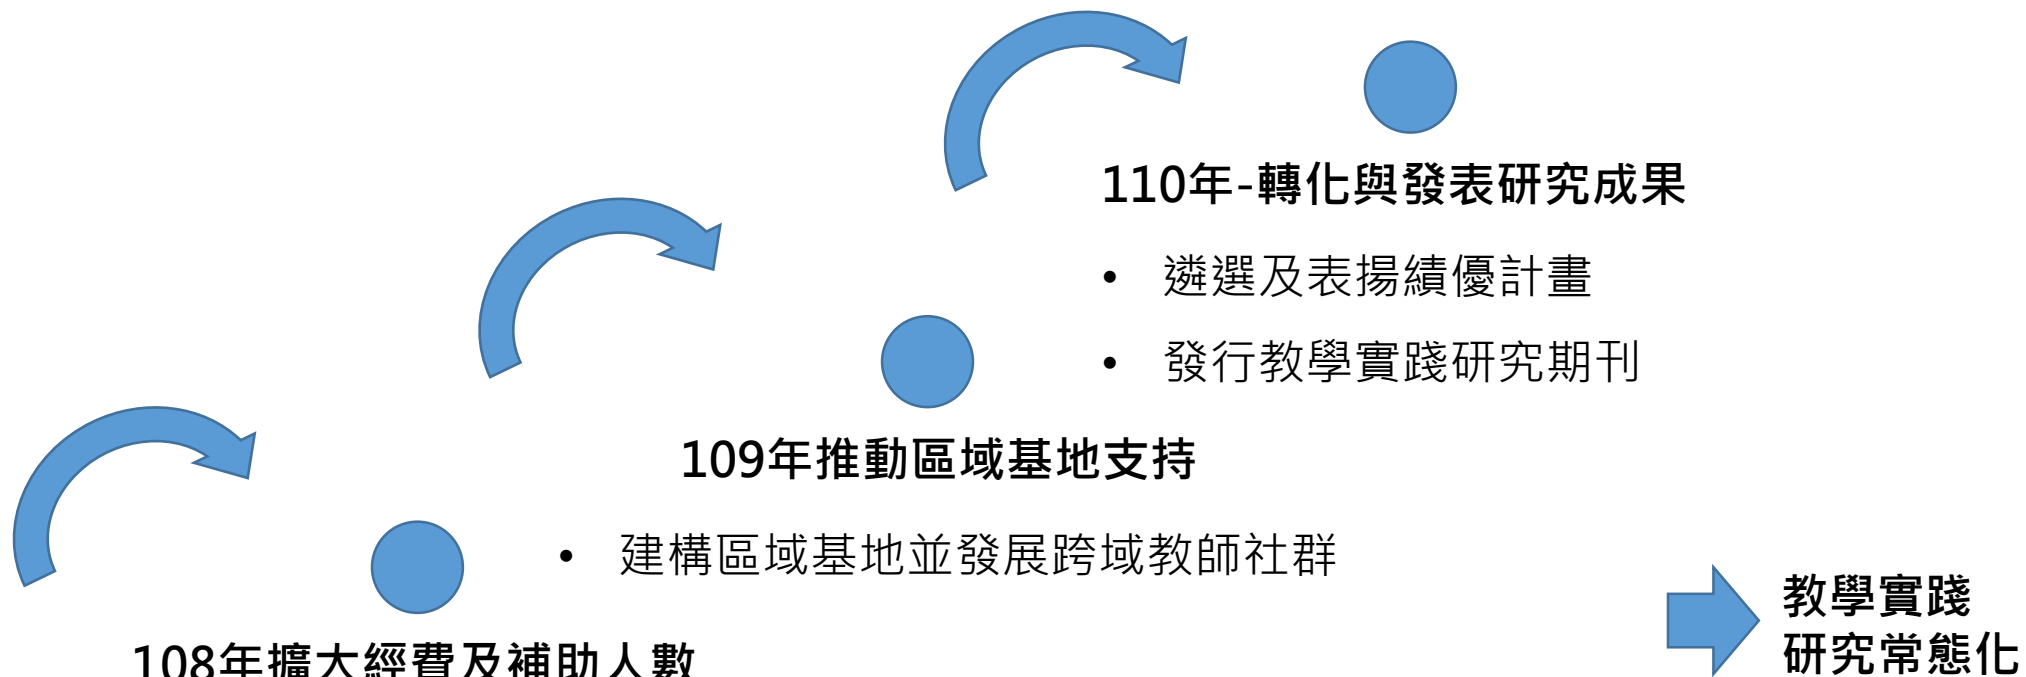 110年-轉化與發表研究成果
• 遴選及表揚績優計畫
• 發行教學實踐研究期刊
109年推動區域基地支持
• 建構區域基地並發展跨域教師社群
108年擴大經費及補助人數
教學實踐
研究常態化